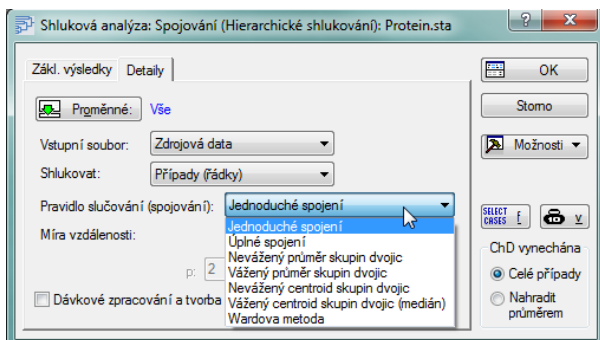 Shluková analýza: Spojování (Hierarchické shlukování): Protein.sta
Zákl. výsledky Detaily
OK
Proměnné: Vše
Storno
Vstupní soubor: Zdrojová data
Možnosti
Shlukovat: Případy (řádky)
Pravidlo slučování (spojování): Jednoduché spojení
SELECT CASES
Míra vzdálenosti:
Jednoduché spojení
Úplné spojení
Nevážený průměr skupin dvojic
Vážený průměr skupin dvojic
Nevážený centroid skupin dvojic
Vážený centroid skupin dvojic (medián)
Wardova metoda
p: 2
Dávkové zpracování a tvorba
ChD vynechána
Celé případy
Nahradit
průměrem